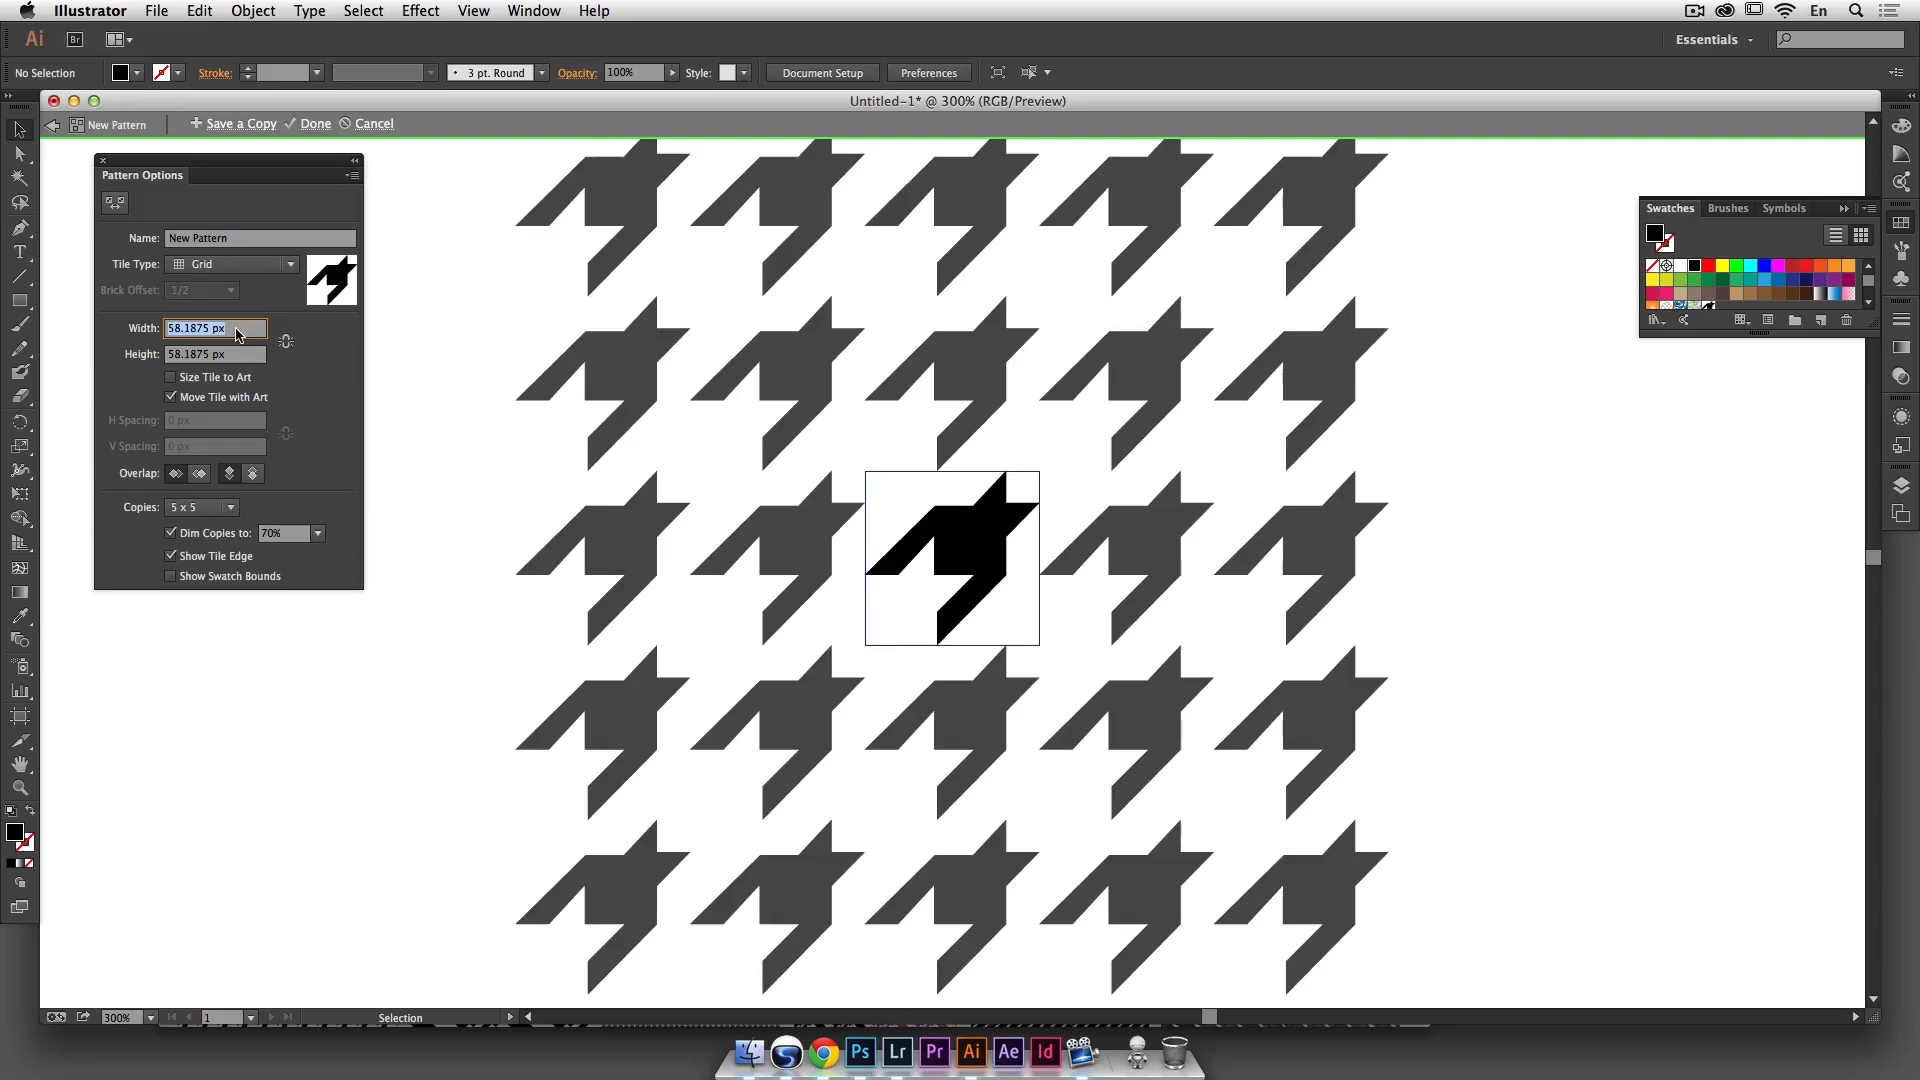 Illustrator File Edit Object Type Select Effect View Window Help En
Ai Br Essentials
No Selection Stroke: 3 pt. Round Opacity: 100% Style: Document Setup Preferences
Untitled-1* @ 300% (RGB/Preview)
New Pattern + Save a Copy Done Cancel
Pattern Options
Name: New Pattern
Tile Type: Grid
Brick Offset: 1/2
Width: 58.1875 px
Height: 58.1875 px
Size Tile to Art
Move Tile with Art
H Spacing: 0 px
V Spacing: 0 px
Overlap:
Copies: 5 x 5
Dim Copies to: 70%
Show Tile Edge
Show Swatch Bounds
Swatches Brushes Symbols
300% 1 Selection
Ps Lr Pr Ai Ae Id